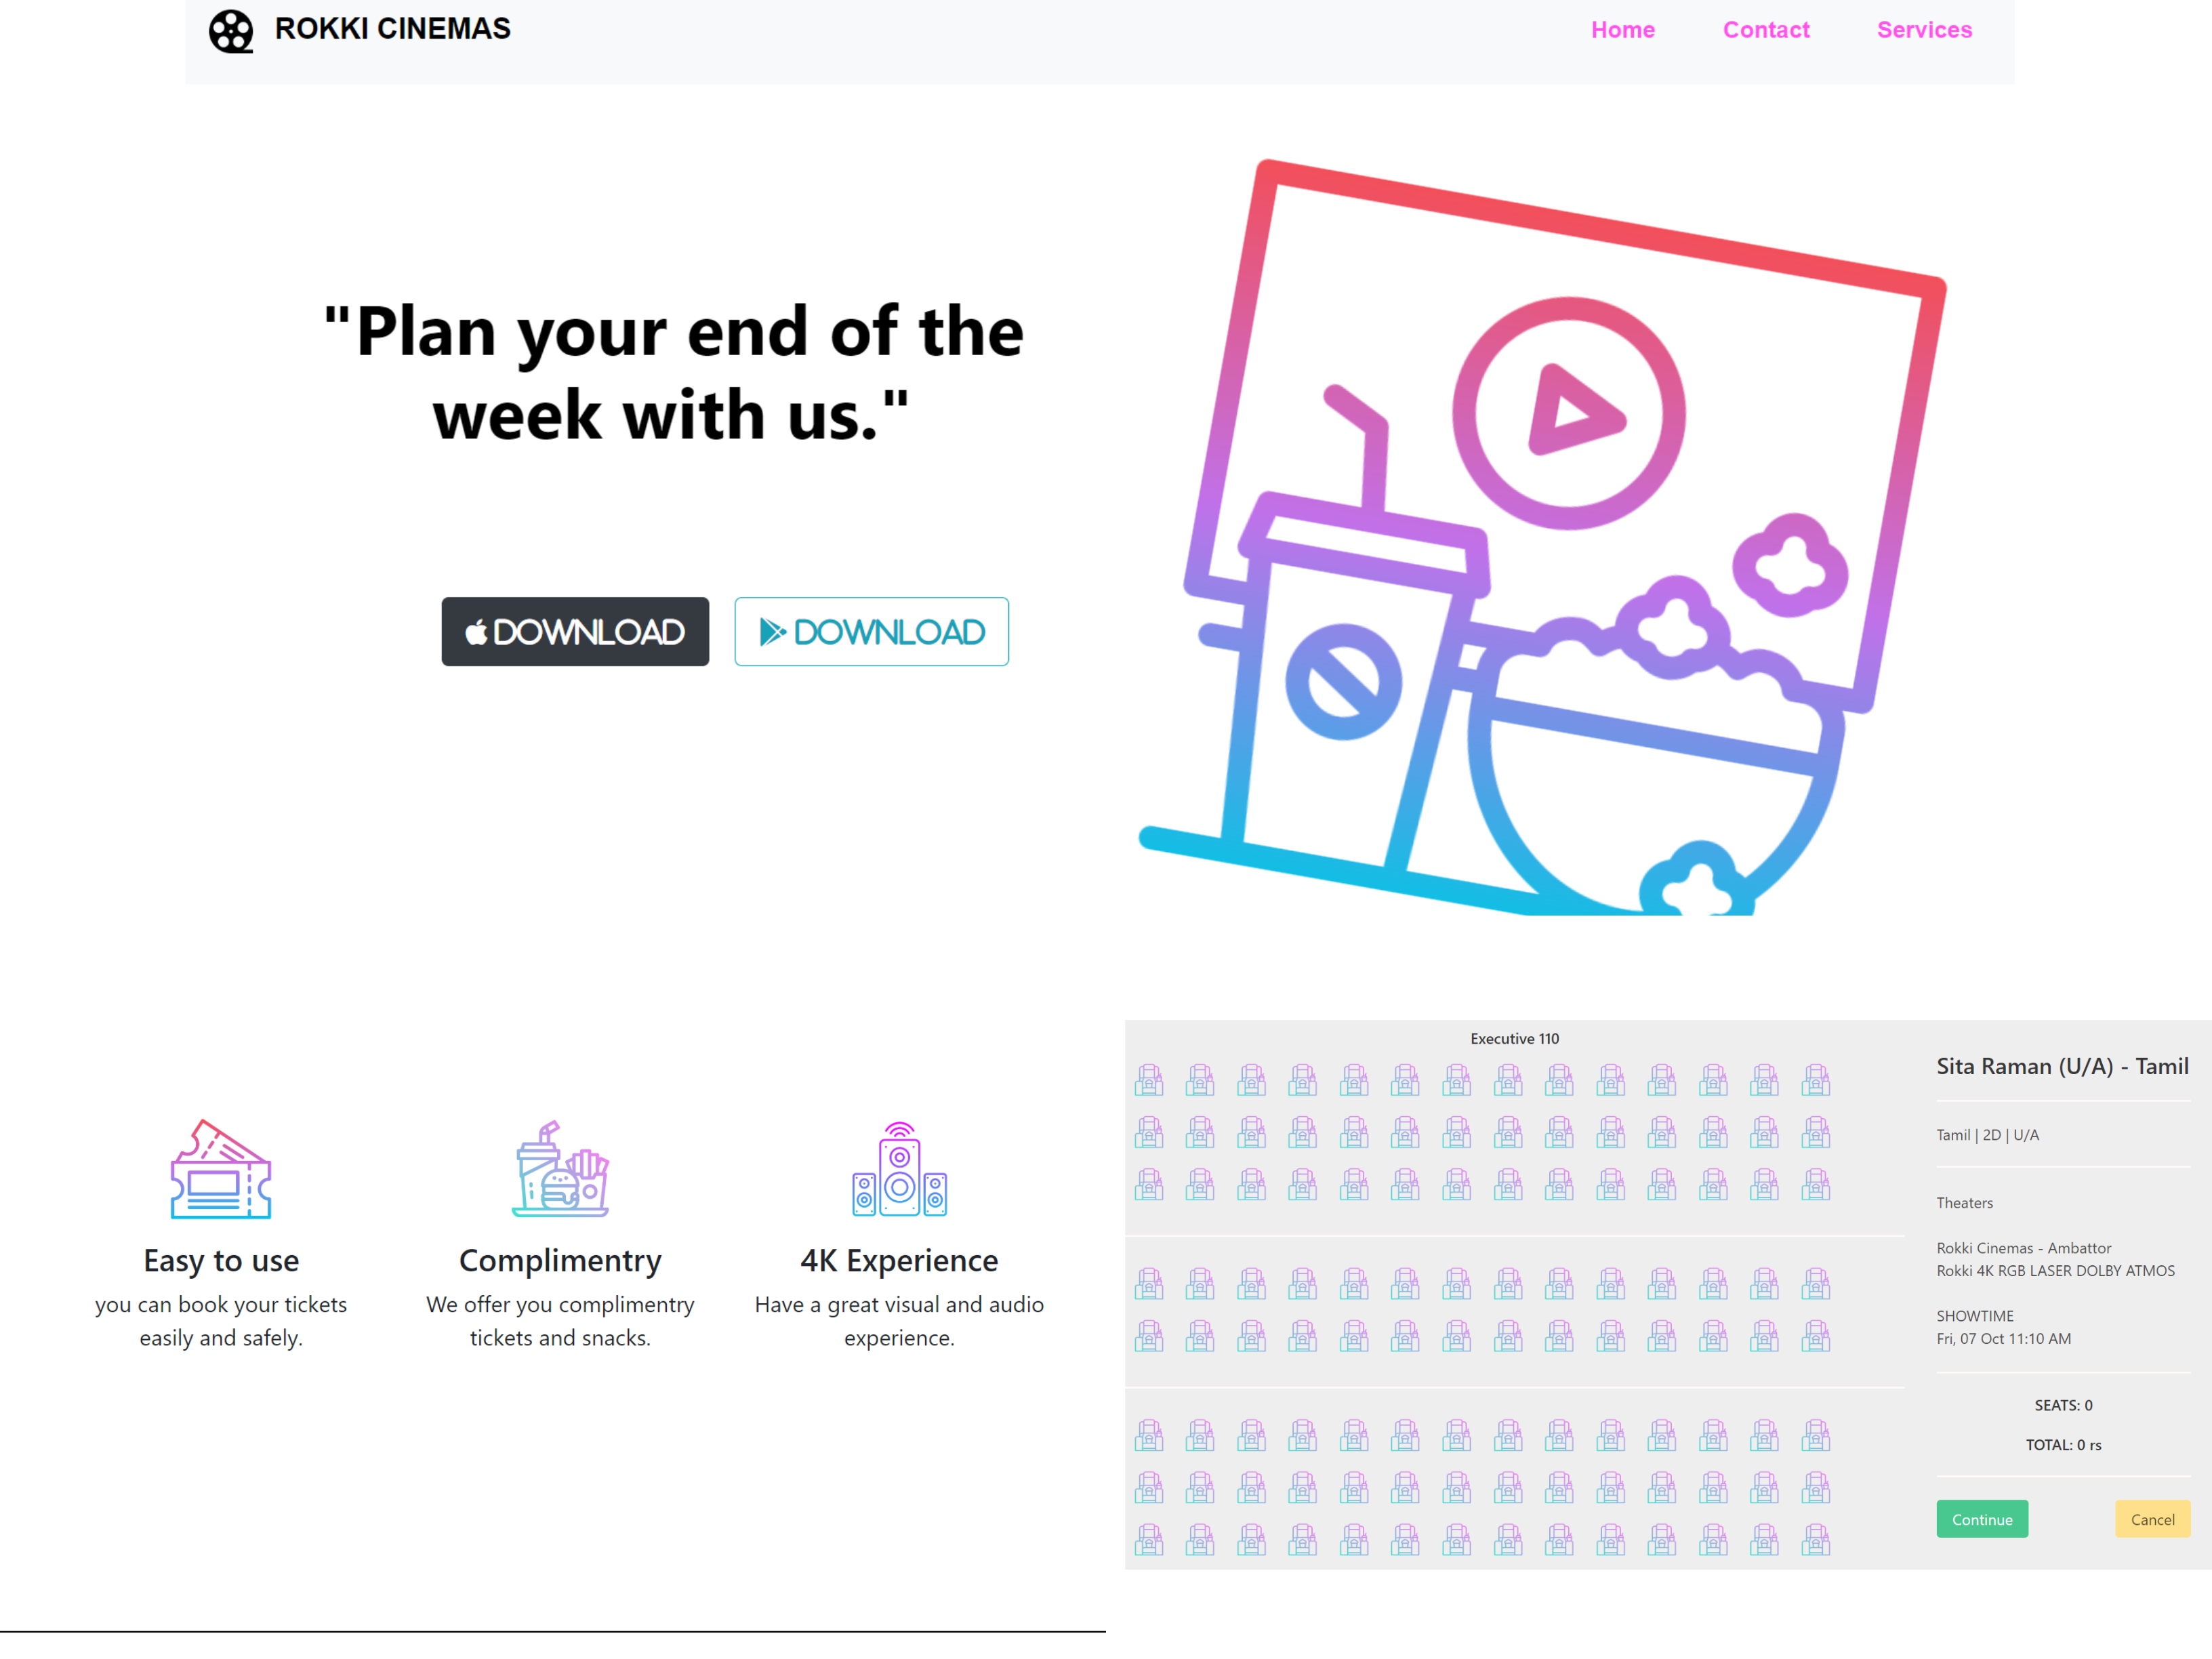 ROKKI CINEMAS
Home Contact Services
"Plan your end of the
week with us."
DOWNLOAD DOWNLOAD
Easy to use
you can book your tickets
easily and safely.
Complimentry
We offer you complimentry
tickets and snacks.
4K Experience
Have a great visual and audio
experience.
Executive 110
Sita Raman (U/A) - Tamil
Tamil | 2D | U/A
Theaters
Rokki Cinemas - Ambattor
Rokki 4K RGB LASER DOLBY ATMOS
SHOWTIME
Fri, 07 Oct 11:10 AM
SEATS: 0
TOTAL: 0 rs
Continue Cancel